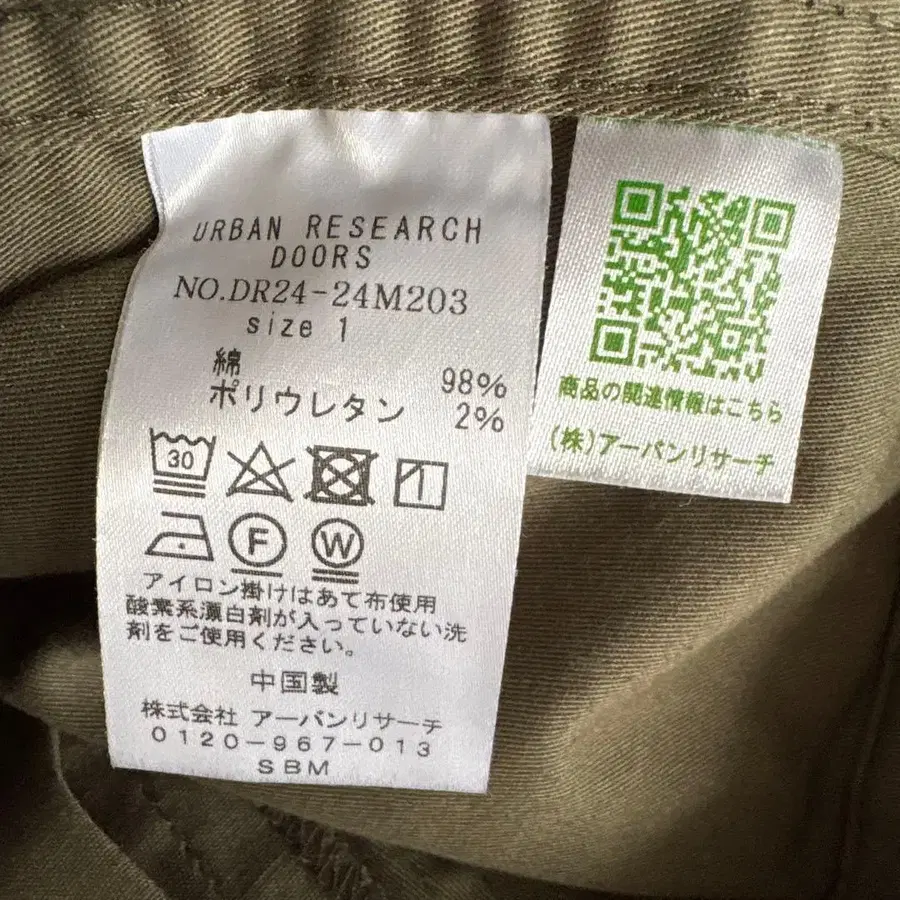 URBAN RESEARCH
DOORS
NO.DR24-24M203
size 1
綿 98%
ポリウレタン 2%
30
F W
アイロン掛けはあて布使用
酸素系漂白剤が入っていない洗
剤をご使用ください。
中国製
株式会社 アーバンリサーチ
0120-967-013
SBM
商品の関連情報はこちら
(株)アーバンリサーチ